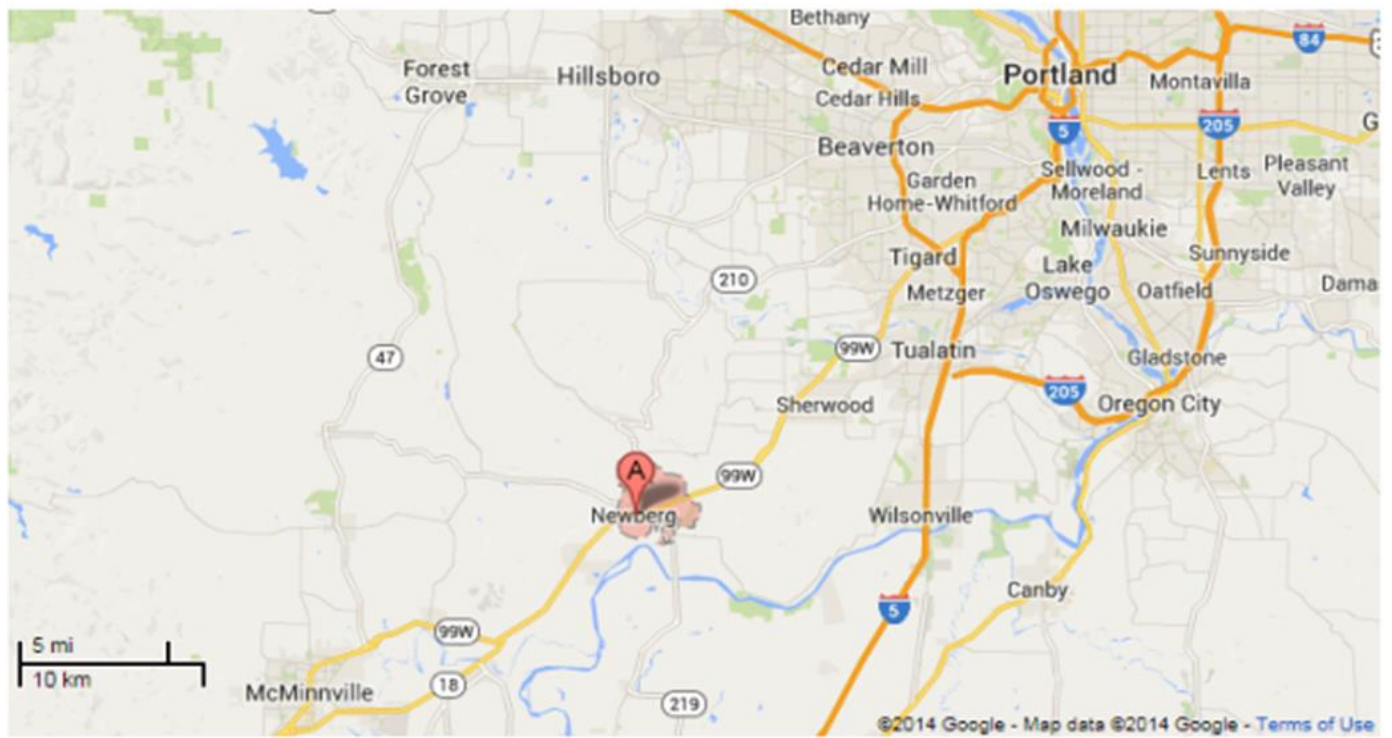 Bethany
84
Forest
Grove
Hillsboro
Cedar Mill
Portland
Montavilla
Cedar Hills
5
205
G
Beaverton
Sellwood -
Moreland
Lents
Pleasant
Valley
Garden
Home-Whitford
Milwaukie
Tigard
Sunnyside
Lake
Oswego
210
Metzger
Oatfield
Dama
47
99W
Tualatin
Gladstone
205
Sherwood
Oregon City
A
99W
Newberg
Wilsonville
Canby
5
99W
5 mi
10 km
18
McMinnville
219
©2014 Google - Map data ©2014 Google - Terms of Use